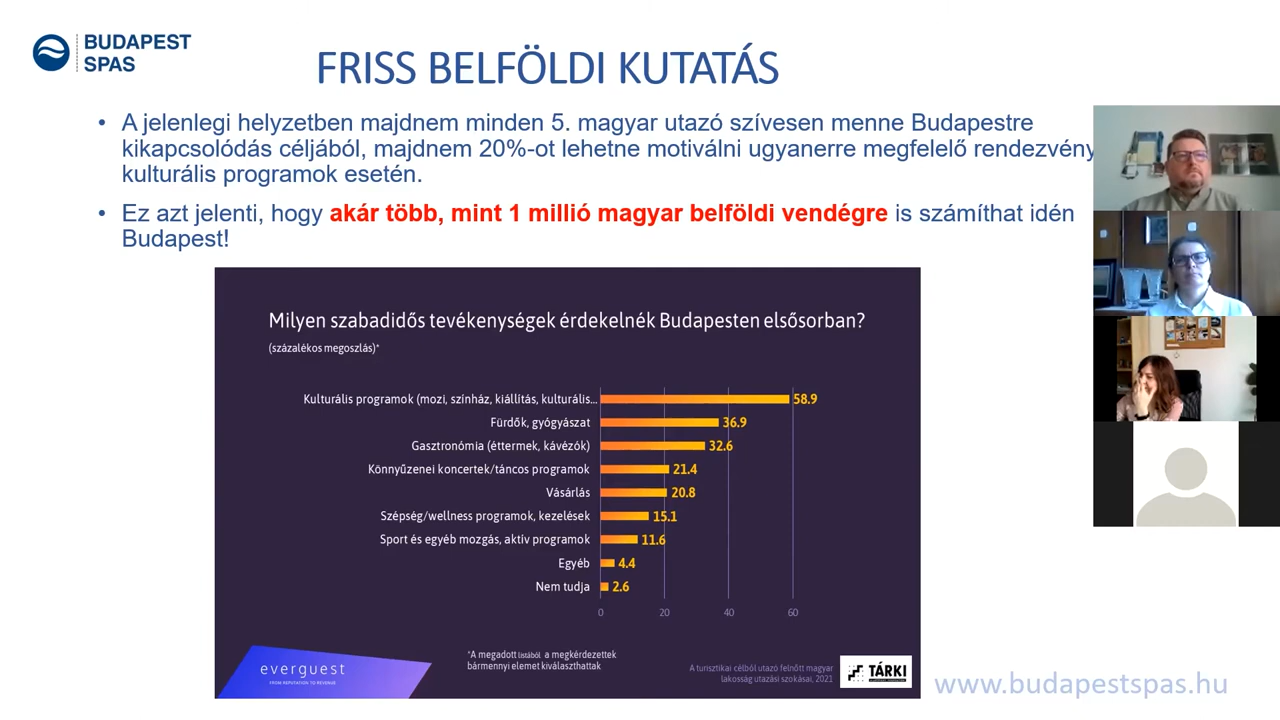 BUDAPEST
SPAS
FRISS BELFÖLDI KUTATÁS
• A jelenlegi helyzetben majdnem minden 5. magyar utazó szívesen menne Budapestre
kikapcsolódás céljából, majdnem 20%-ot lehetne motiválni ugyanerre megfelelő rendezvény
kulturális programok esetén.
• Ez azt jelenti, hogy akár több, mint 1 millió magyar belföldi vendégre is számíthat idén
Budapest!
Milyen szabadidős tevékenységek érdekelnék Budapesten elsősorban?
(százalékos megoszlás)*
Kulturális programok (mozi, színház, kiállítás, kulturális... 58.9
Fürdők, gyógyászat 36.9
Gasztronómia (éttermek, kávézók) 32.6
Könnyűzenei koncertek/táncos programok 21.4
Vásárlás 20.8
Szépség/wellness programok, kezelések 15.1
Sport és egyéb mozgás, aktív programok 11.6
Egyéb 4.4
Nem tudja 2.6
0 20 40 60
everguest
FROM REPUTATION TO REVENUE
*A megadott listából a megkérdezettek
bármennyi elemet kiválaszthattak
A turisztikai célból utazó felnőtt magyar
lakosság utazási szokásai, 2021
TÁRKI
www.budapestspas.hu